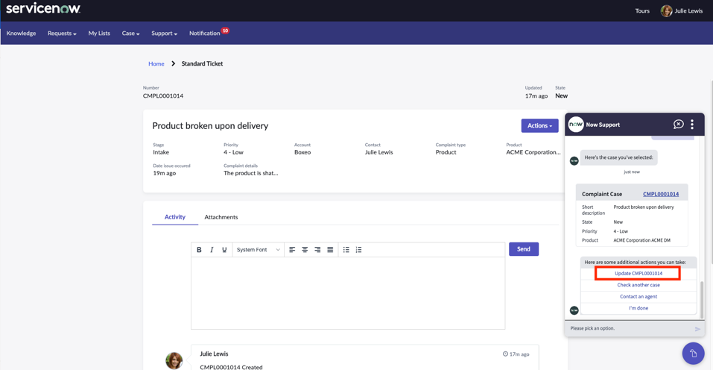 servicenow
Tours Julie Lewis
Knowledge Requests My Lists Case Support Notification 10
Home > Standard Ticket
Number Updated State
CMPL0001014 17m ago New
Product broken upon delivery Actions
Stage Priority Account Contact Complaint type Product
Intake 4 - Low Boxeo Julie Lewis Product ACME Corporation...
Date issue occured Complaint details
19m ago The product is shat...
Activity Attachments
B I U System Font Send
Julie Lewis 17m ago
CMPL0001014 Created
now Now Support
Here's the case you've selected:
just now
Complaint Case CMPL0001014
Short description Product broken upon delivery
State New
Priority 4 - Low
Product ACME Corporation ACME DM
Here are some additional actions you can take:
Update CMPL0001014
Check another case
Contact an agent
I'm done
Please pick an option.